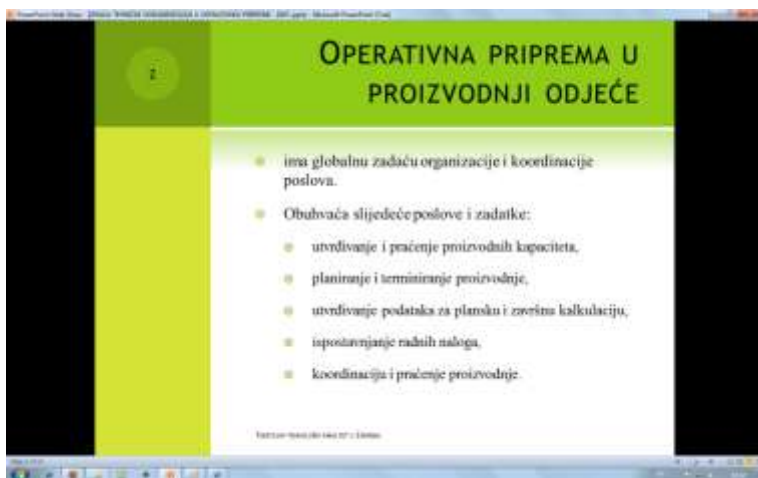 2
OPERATIVNA PRIPREMA U
PROIZVODNJI ODJEĆE
ima globalnu zadaću organizacije i koordinacije
poslova.
Obuhvaća slijedeće poslove i zadatke:
utvrđivanje i praćenje proizvodnih kapaciteta,
planiranje i terminiranje proizvodnje,
utvrđivanje podataka za plansku i završnu kalkulaciju,
ispostavnjanje radnih naloga,
koordinaciju i praćenje proizvodnje.